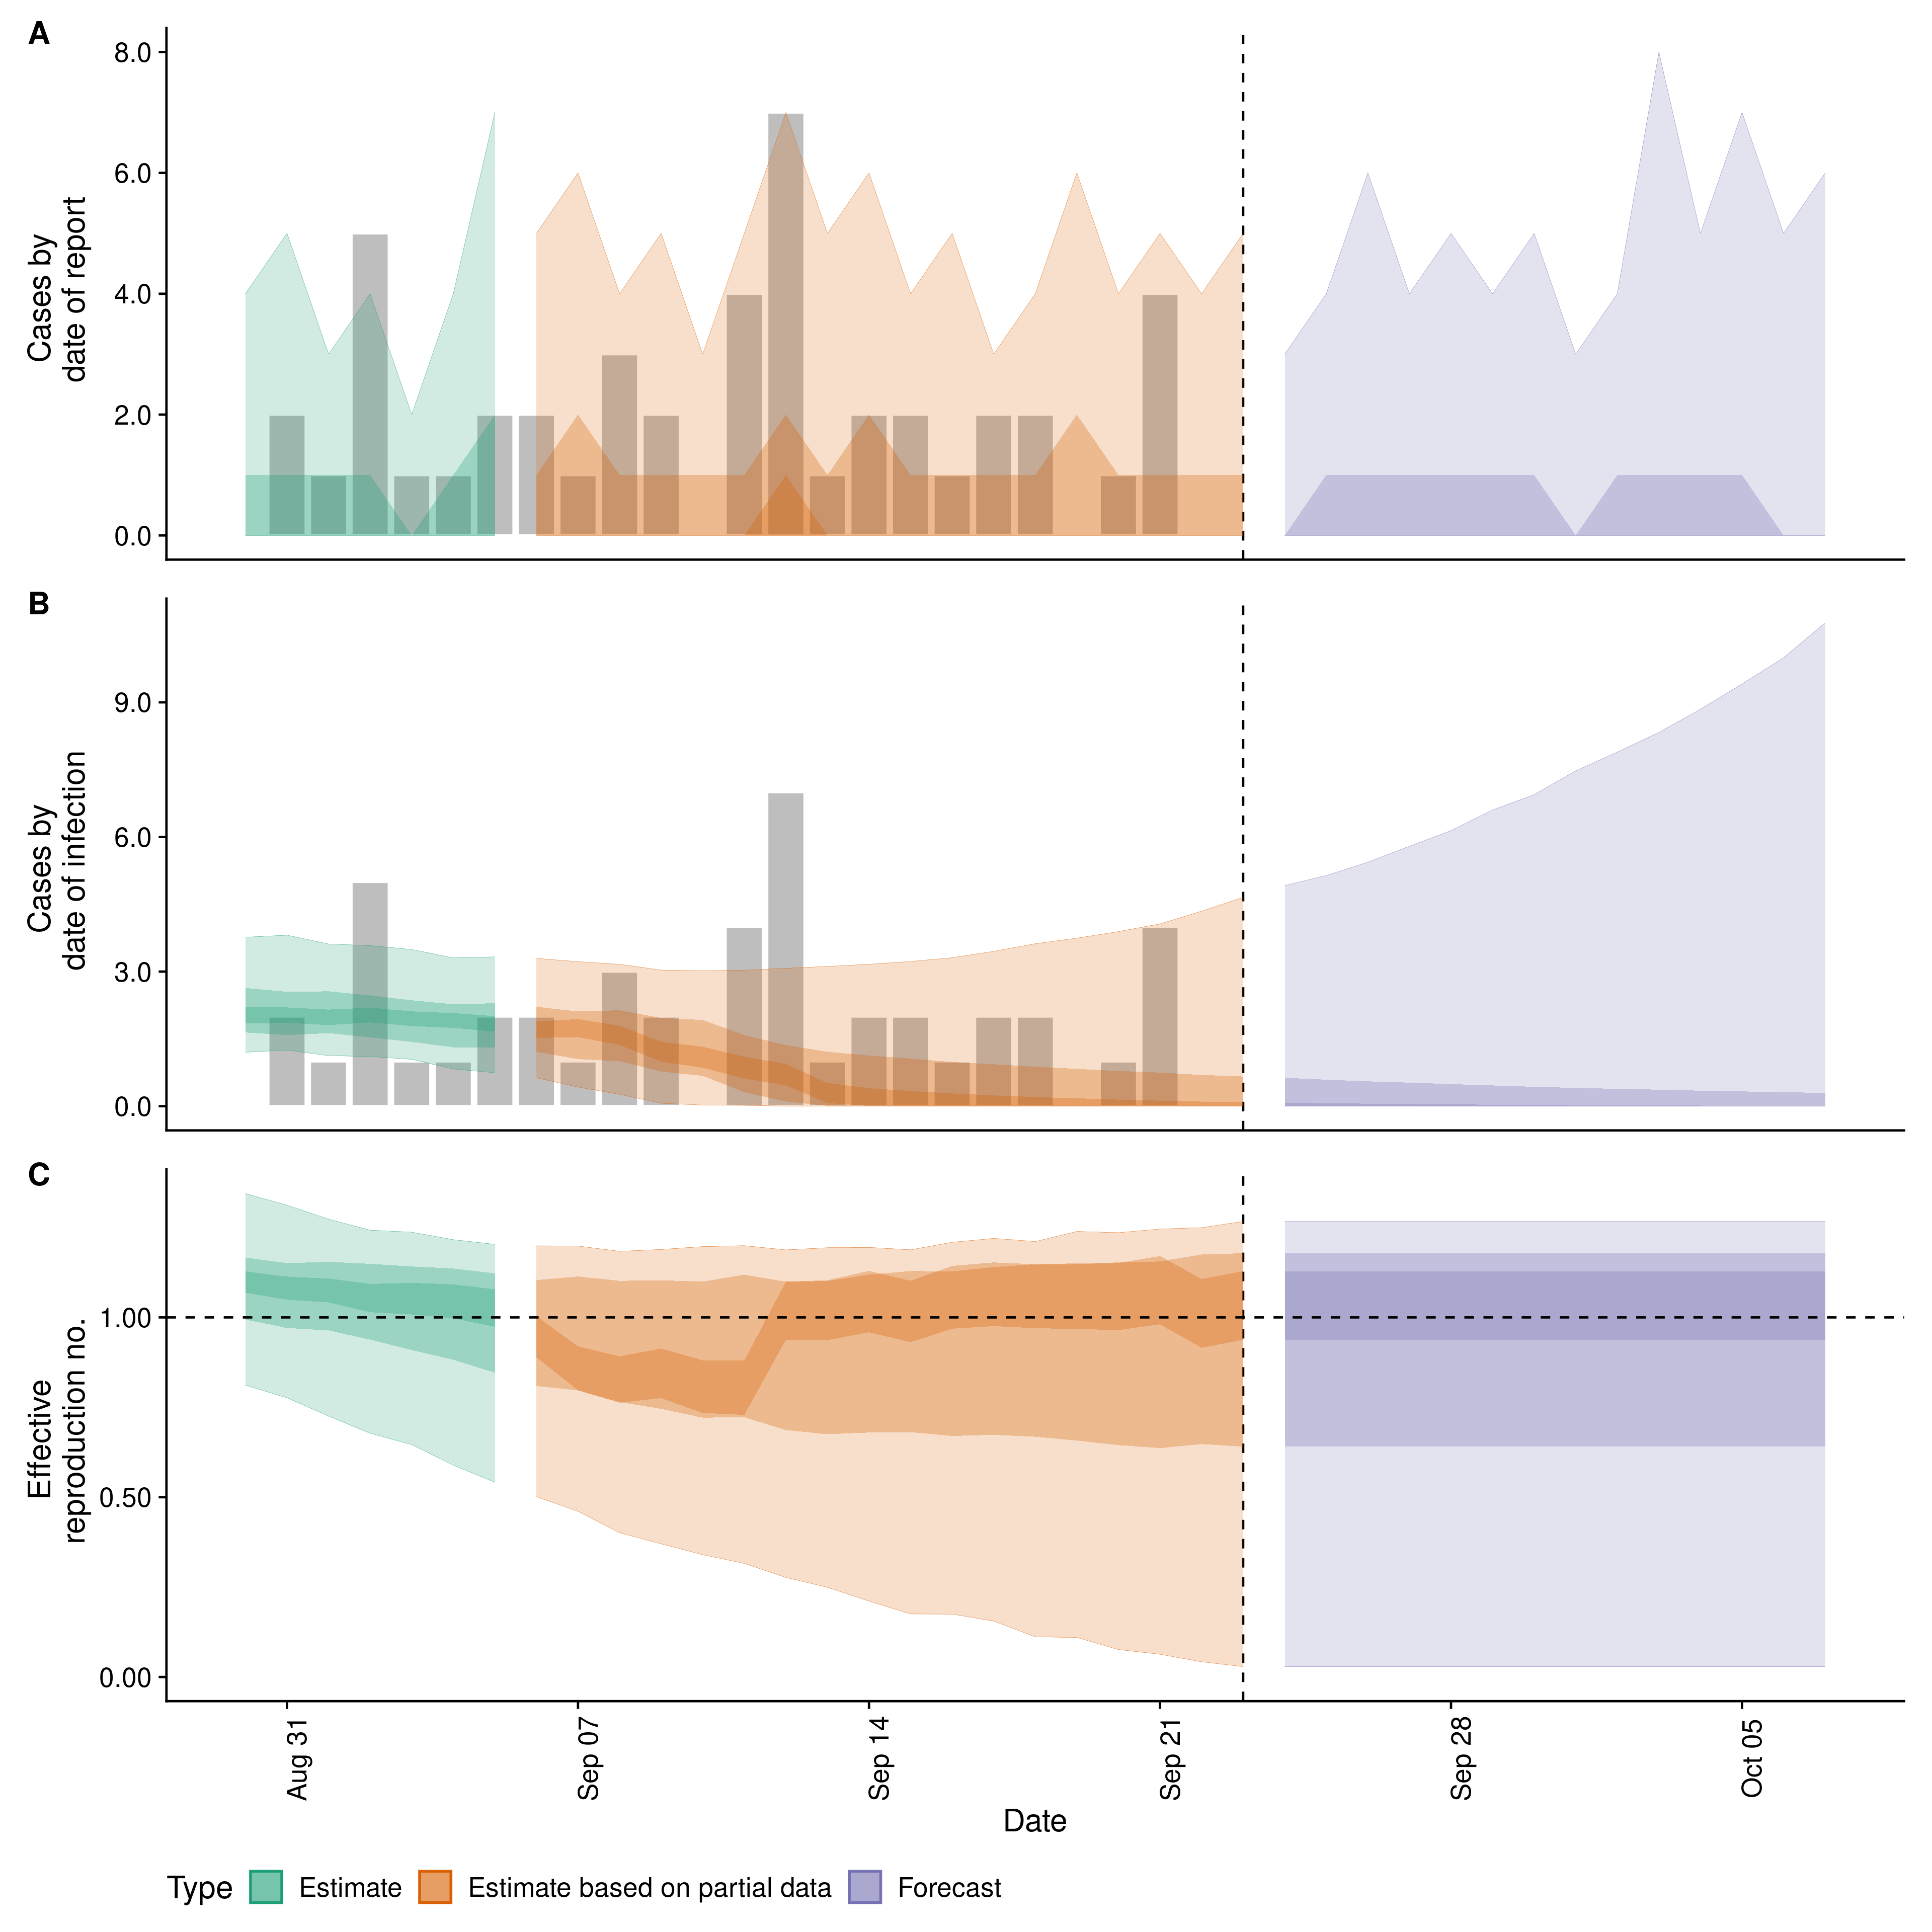 A
8.0
6.0
4.0
2.0
0.0
Cases by
date of report
B
9.0
6.0
3.0
0.0
Cases by
date of infection
C
1.00
0.50
0.00
Effective
reproduction no.
Aug 31
Sep 07
Sep 14
Sep 21
Sep 28
Oct 05
Date
Type Estimate Estimate based on partial data Forecast